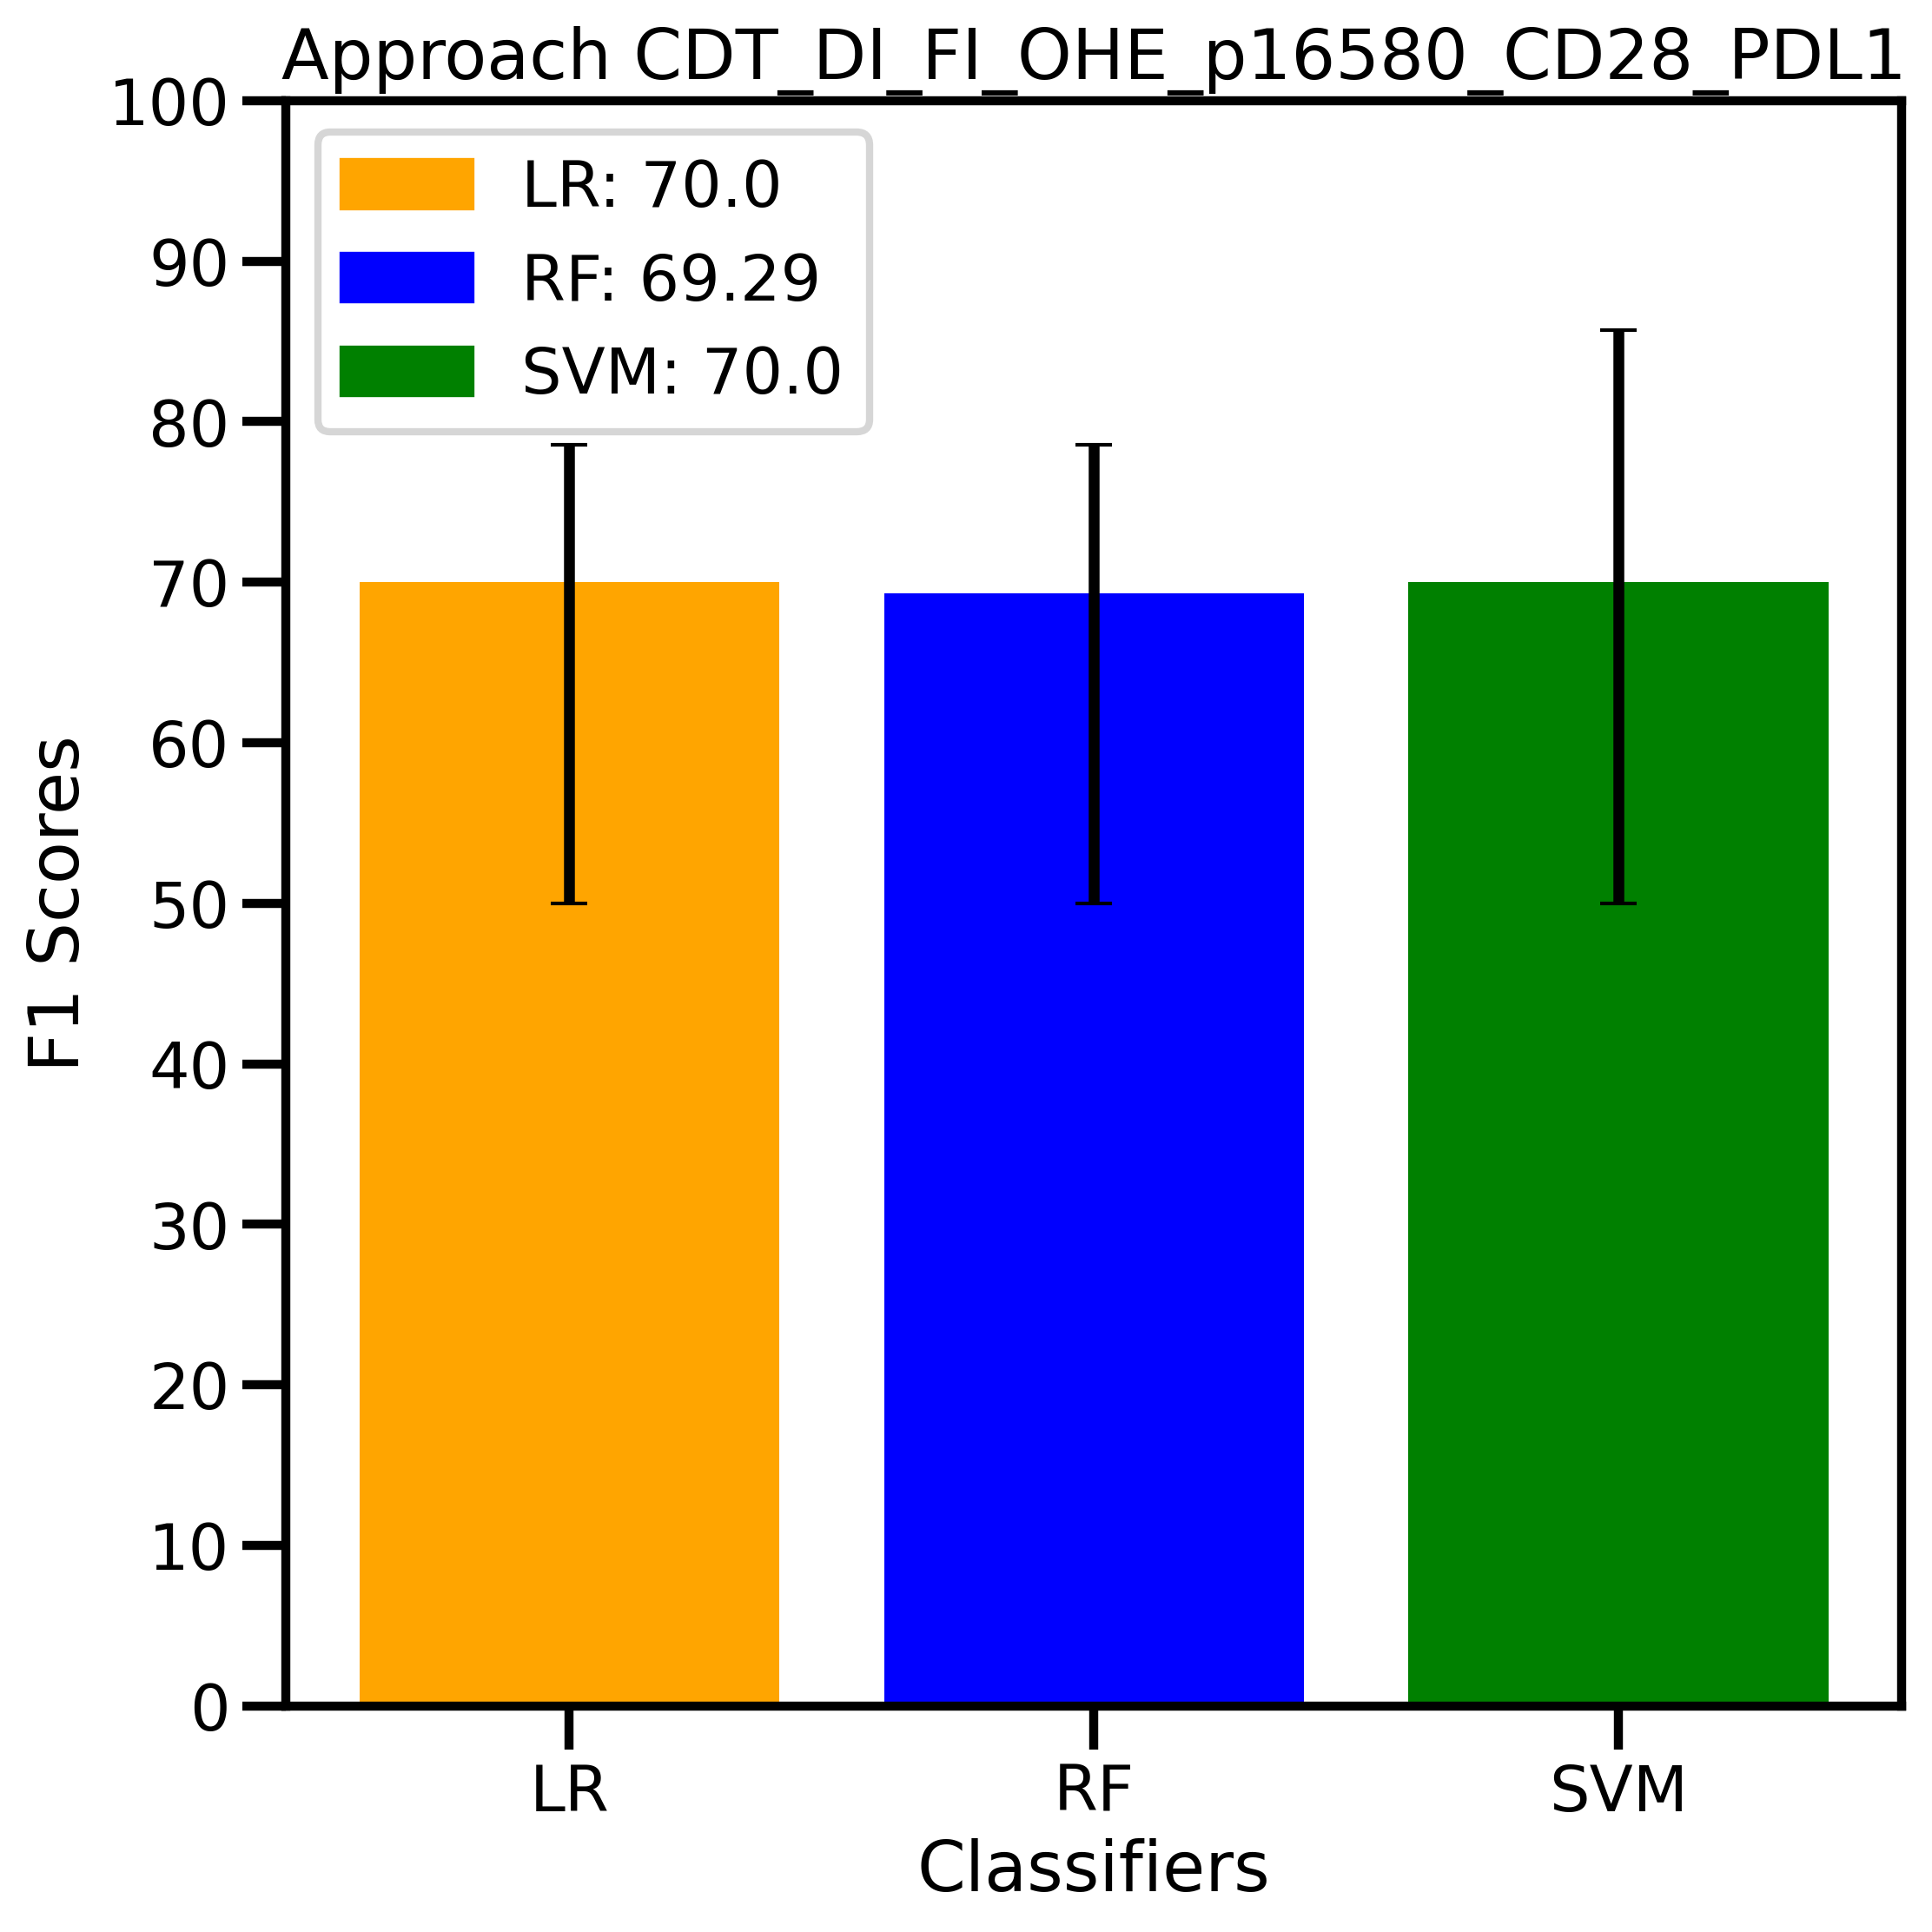 Approach CDT_DI_FI_OHE_p16580_CD28_PDL1
100
90
80
70
60
50
40
30
20
10
0
F1 Scores
LR: 70.0
RF: 69.29
SVM: 70.0
LR
RF
SVM
Classifiers